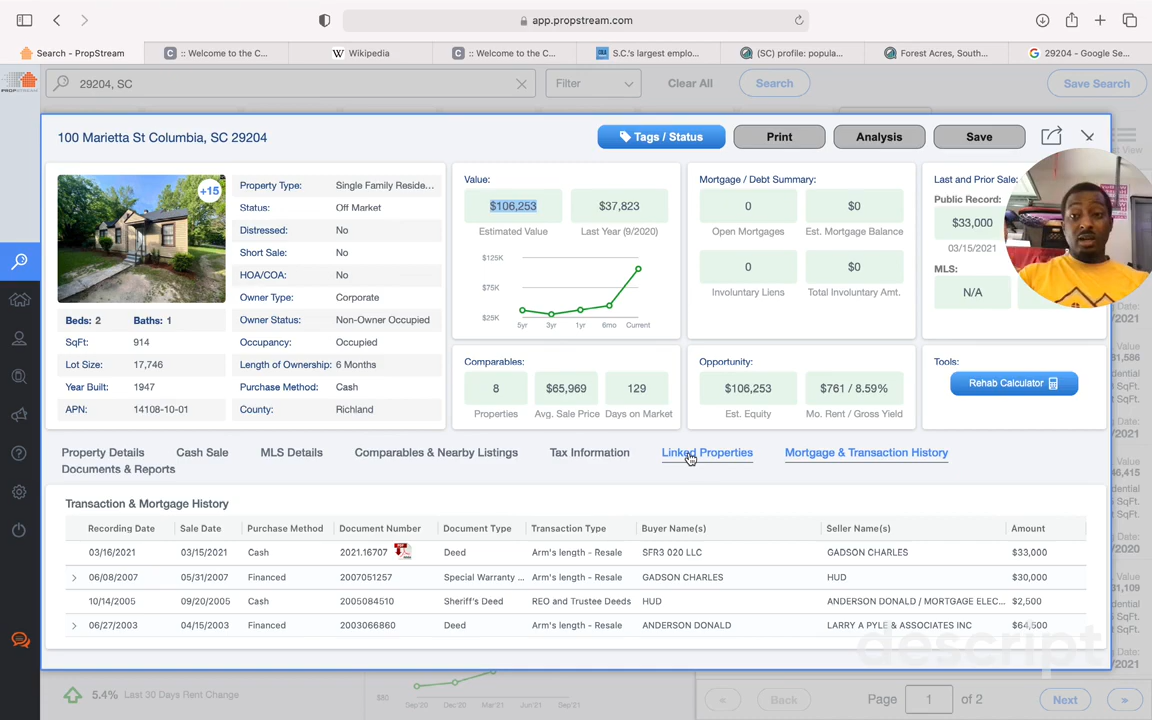 app.propstream.com
Search - PropStream
:: Welcome to the C...
Wikipedia
:: Welcome to the C...
S.C.'s largest emplo...
(SC) profile: popula...
Forest Acres, South...
29204 - Google Se...
PROPSTREAM
29204, SC
Filter
Clear All
Search
Save Search
100 Marietta St Columbia, SC 29204
Tags / Status
Print
Analysis
Save
+15
Beds: 2 Baths: 1
SqFt: 914
Lot Size: 17,746
Year Built: 1947
APN: 14108-10-01
Property Type: Single Family Reside...
Status: Off Market
Distressed: No
Short Sale: No
HOA/COA: No
Owner Type: Corporate
Owner Status: Non-Owner Occupied
Occupancy: Occupied
Length of Ownership: 6 Months
Purchase Method: Cash
County: Richland
Value:
$106,253 $37,823
Estimated Value Last Year (9/2020)
$125K
$75K
$25K
5yr 3yr 1yr 6mo Current
Mortgage / Debt Summary:
0 $0
Open Mortgages Est. Mortgage Balance
0 $0
Involuntary Liens Total Involuntary Amt.
Last and Prior Sale:
Public Record:
$33,000
03/15/2021
MLS:
N/A
Comparables:
8 $65,969 129
Properties Avg. Sale Price Days on Market
Opportunity:
$106,253 $761 / 8.59%
Est. Equity Mo. Rent / Gross Yield
Tools:
Rehab Calculator
Property Details Cash Sale MLS Details Comparables & Nearby Listings Tax Information Linked Properties Mortgage & Transaction History
Documents & Reports
Transaction & Mortgage History
Recording Date Sale Date Purchase Method Document Number Document Type Transaction Type Buyer Name(s) Seller Name(s) Amount
03/16/2021 03/15/2021 Cash 2021.16707 Deed Arm's length - Resale SFR3 020 LLC GADSON CHARLES $33,000
06/08/2007 05/31/2007 Financed 2007051257 Special Warranty ... Arm's length - Resale GADSON CHARLES HUD $30,000
10/14/2005 09/20/2005 Cash 2005084510 Sheriff's Deed REO and Trustee Deeds HUD ANDERSON DONALD / MORTGAGE ELEC... $2,500
06/27/2003 04/15/2003 Financed 2003066860 Deed Arm's length - Resale ANDERSON DONALD LARRY A PYLE & ASSOCIATES INC $64,500
descript
5.4% Last 30 Days Rent Change
Sep'20 Dec'20 Mar'21 Jun'21 Sep'21
« Back Page 1 of 2 Next »